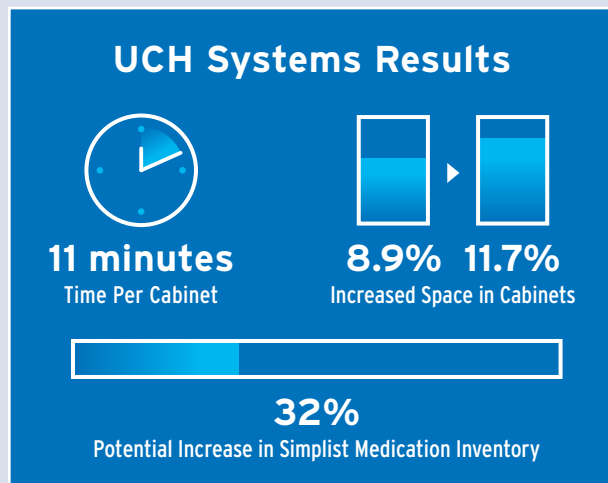 UCH Systems Results
11 minutes
Time Per Cabinet
8.9% 11.7%
Increased Space in Cabinets
32%
Potential Increase in Simplist Medication Inventory